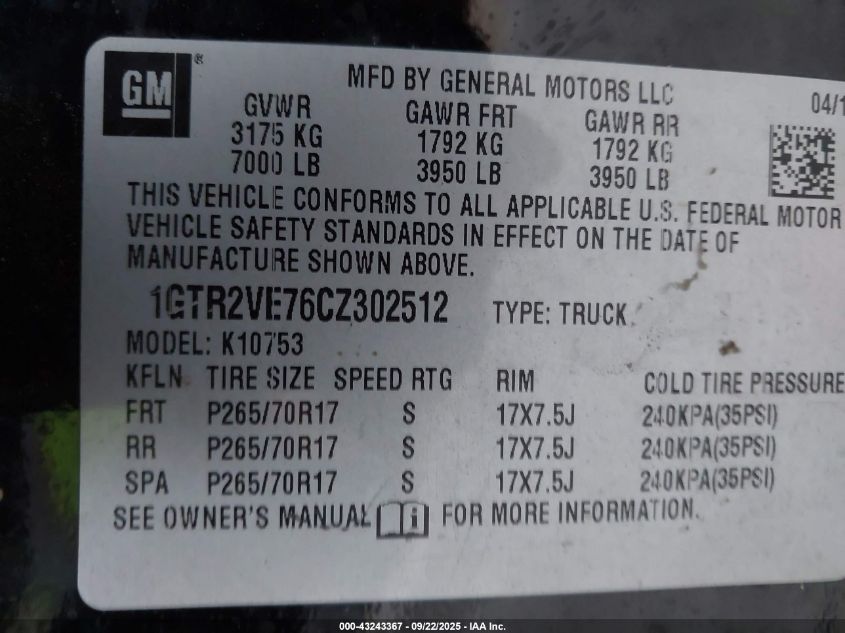 GM ®
MFD BY GENERAL MOTORS LLC
04/1
GVWR GAWR FRT GAWR RR
3175 KG 1792 KG 1792 KG
7000 LB 3950 LB 3950 LB
THIS VEHICLE CONFORMS TO ALL APPLICABLE U.S. FEDERAL MOTOR
VEHICLE SAFETY STANDARDS IN EFFECT ON THE DATE OF
MANUFACTURE SHOWN ABOVE.
1GTR2VE76CZ302512 TYPE: TRUCK
MODEL: K10753
KFLN TIRE SIZE SPEED RTG RIM COLD TIRE PRESSURE
FRT P265/70R17 S 17X7.5J 240KPA(35PSI)
RR P265/70R17 S 17X7.5J 240KPA(35PSI)
SPA P265/70R17 S 17X7.5J 240KPA(35PSI)
SEE OWNER'S MANUAL i FOR MORE INFORMATION.
000-43243367 - 09/22/2025 - IAA Inc.